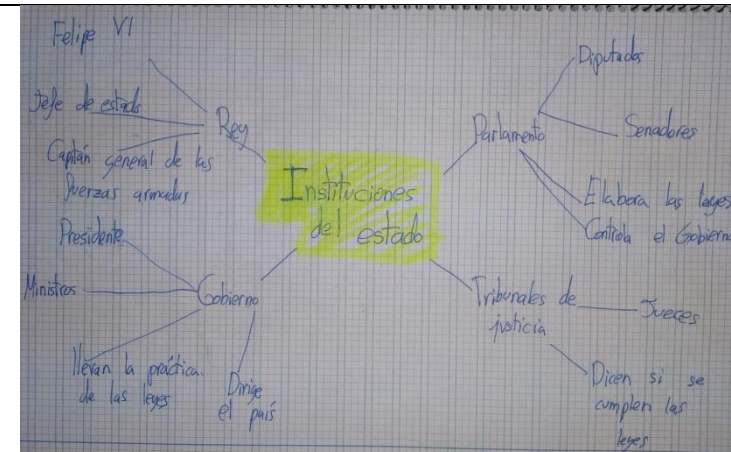 Instituciones
del estado
Rey
Felipe VI
Jefe de estado
Capitán general de las
fuerzas armadas
Gobierno
Presidente
Ministros
llevan la práctica.
de las leyes
Dirige
el país
Parlamento
Diputados
Senadores
Elabora las leyes
Controla el Gobierno
Tribunales de
justicia
Jueces
Dicen si se
cumplen las
leyes